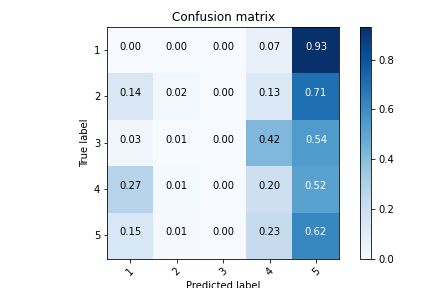 Confusion matrix
1 0.00 0.00 0.00 0.07 0.93
2 0.14 0.02 0.00 0.13 0.71
3 0.03 0.01 0.00 0.42 0.54
4 0.27 0.01 0.00 0.20 0.52
5 0.15 0.01 0.00 0.23 0.62
1 2 3 4 5
True label
Predicted label
0.8
0.6
0.4
0.2
0.0